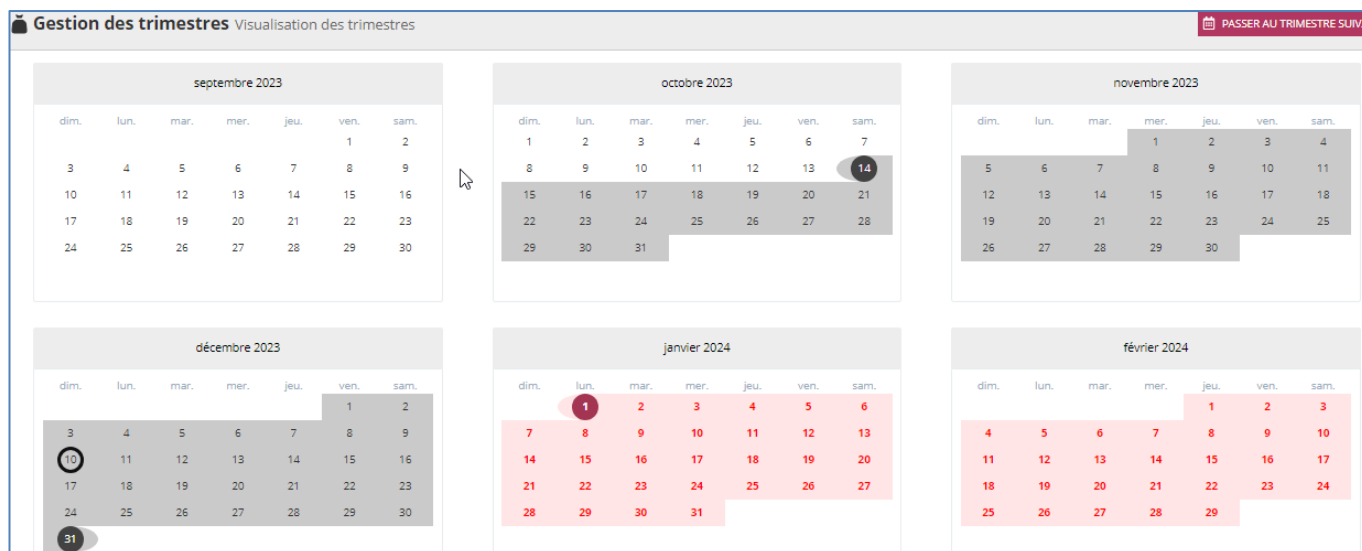 Gestion des trimestres Visualisation des trimestres
PASSER AU TRIMESTRE SUIV
septembre 2023 octobre 2023 novembre 2023
dim. lun. mar. mer. jeu. ven. sam. dim. lun. mar. mer. jeu. ven. sam. dim. lun. mar. mer. jeu. ven. sam.
1 2 1 2 3 4 5 6 7 1 2 3 4
3 4 5 6 7 8 9 8 9 10 11 12 13 14 5 6 7 8 9 10 11
10 11 12 13 14 15 16 15 16 17 18 19 20 21 12 13 14 15 16 17 18
17 18 19 20 21 22 23 22 23 24 25 26 27 28 19 20 21 22 23 24 25
24 25 26 27 28 29 30 29 30 31 26 27 28 29 30
décembre 2023 janvier 2024 février 2024
dim. lun. mar. mer. jeu. ven. sam. dim. lun. mar. mer. jeu. ven. sam. dim. lun. mar. mer. jeu. ven. sam.
1 2 1 2 3 4 5 6 1 2 3
3 4 5 6 7 8 9 7 8 9 10 11 12 13 4 5 6 7 8 9 10
10 11 12 13 14 15 16 14 15 16 17 18 19 20 11 12 13 14 15 16 17
17 18 19 20 21 22 23 21 22 23 24 25 26 27 18 19 20 21 22 23 24
24 25 26 27 28 29 30 28 29 30 31 25 26 27 28 29
31